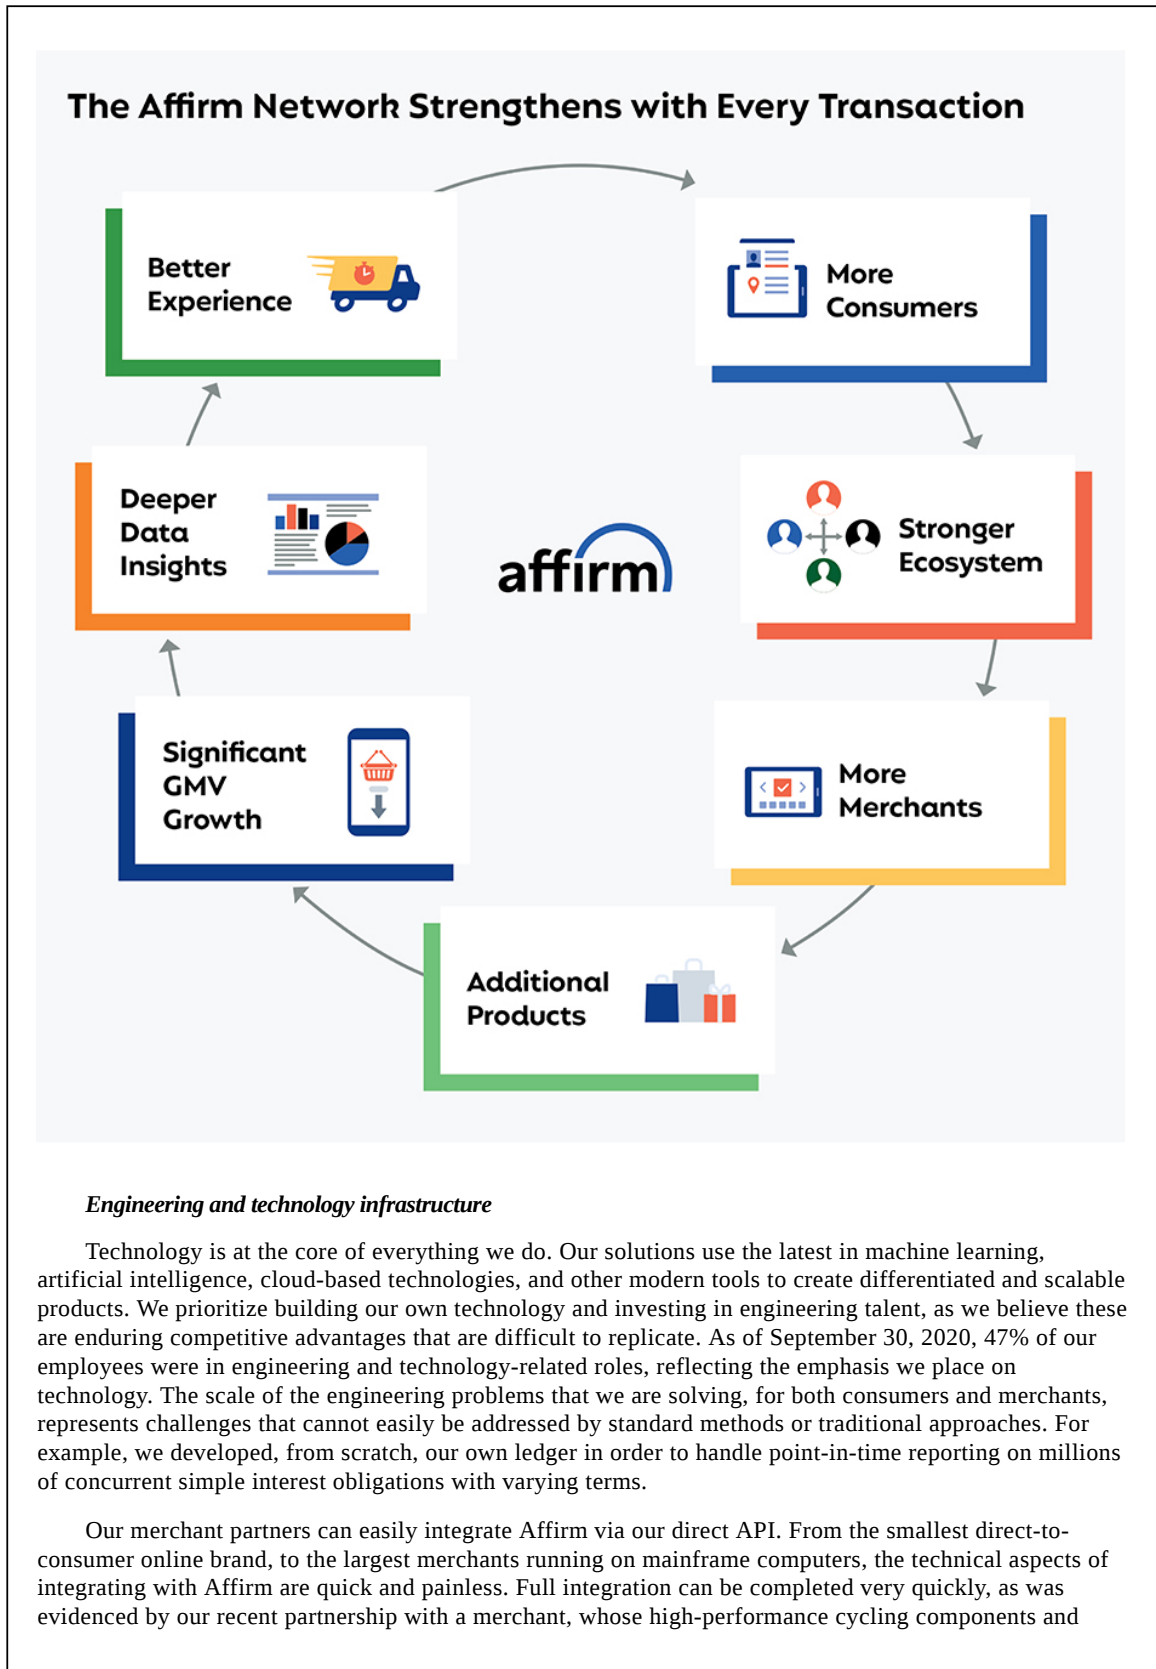 The Affirm Network Strengthens with Every Transaction
Better
Experience
More
Consumers
Deeper
Data
Insights
affirm
Stronger
Ecosystem
Significant
GMV
Growth
More
Merchants
Additional
Products
Engineering and technology infrastructure
Technology is at the core of everything we do. Our solutions use the latest in machine learning,
artificial intelligence, cloud-based technologies, and other modern tools to create differentiated and scalable
products. We prioritize building our own technology and investing in engineering talent, as we believe these
are enduring competitive advantages that are difficult to replicate. As of September 30, 2020, 47% of our
employees were in engineering and technology-related roles, reflecting the emphasis we place on
technology. The scale of the engineering problems that we are solving, for both consumers and merchants,
represents challenges that cannot easily be addressed by standard methods or traditional approaches. For
example, we developed, from scratch, our own ledger in order to handle point-in-time reporting on millions
of concurrent simple interest obligations with varying terms.
Our merchant partners can easily integrate Affirm via our direct API. From the smallest direct-to-
consumer online brand, to the largest merchants running on mainframe computers, the technical aspects of
integrating with Affirm are quick and painless. Full integration can be completed very quickly, as was
evidenced by our recent partnership with a merchant, whose high-performance cycling components and